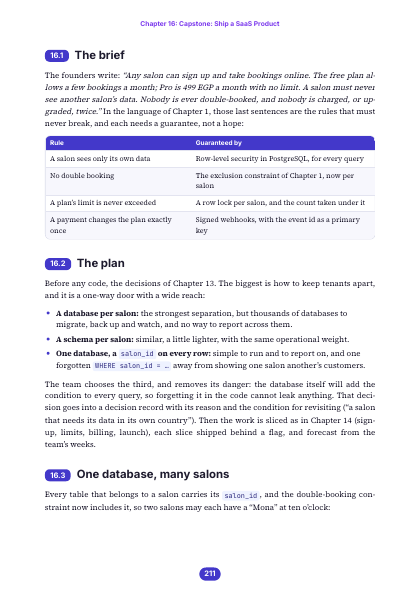 Chapter 16: Capstone: Ship a SaaS Product
16.1 The brief
The founders write: “Any salon can sign up and take bookings online. The free plan al-
lows a few bookings a month; Pro is 499 EGP a month with no limit. A salon must never
see another salon’s data. Nobody is ever double-booked, and nobody is charged, or up-
graded, twice.” In the language of Chapter 1, those last sentences are the rules that must
never break, and each needs a guarantee, not a hope:
Rule Guaranteed by
A salon sees only its own data Row-level security in PostgreSQL, for every query
No double booking The exclusion constraint of Chapter 1, now per
salon
A plan’s limit is never exceeded A row lock per salon, and the count taken under it
A payment changes the plan exactly Signed webhooks, with the event id as a primary
once key
16.2 The plan
Before any code, the decisions of Chapter 13. The biggest is how to keep tenants apart,
and it is a one-way door with a wide reach:
• A database per salon: the strongest separation, but thousands of databases to
migrate, back up and watch, and no way to report across them.
• A schema per salon: similar, a little lighter, with the same operational weight.
• One database, a salon_id on every row: simple to run and to report on, and one
forgotten WHERE salon_id = … away from showing one salon another’s customers.
The team chooses the third, and removes its danger: the database itself will add the
condition to every query, so forgetting it in the code cannot leak anything. That deci-
sion goes into a decision record with its reason and the condition for revisiting (“a salon
that needs its data in its own country”). Then the work is sliced as in Chapter 14 (sign-
up, limits, billing, launch), each slice shipped behind a flag, and forecast from the
team’s weeks.
16.3 One database, many salons
Every table that belongs to a salon carries its salon_id, and the double-booking con-
straint now includes it, so two salons may each have a “Mona” at ten o’clock:
211